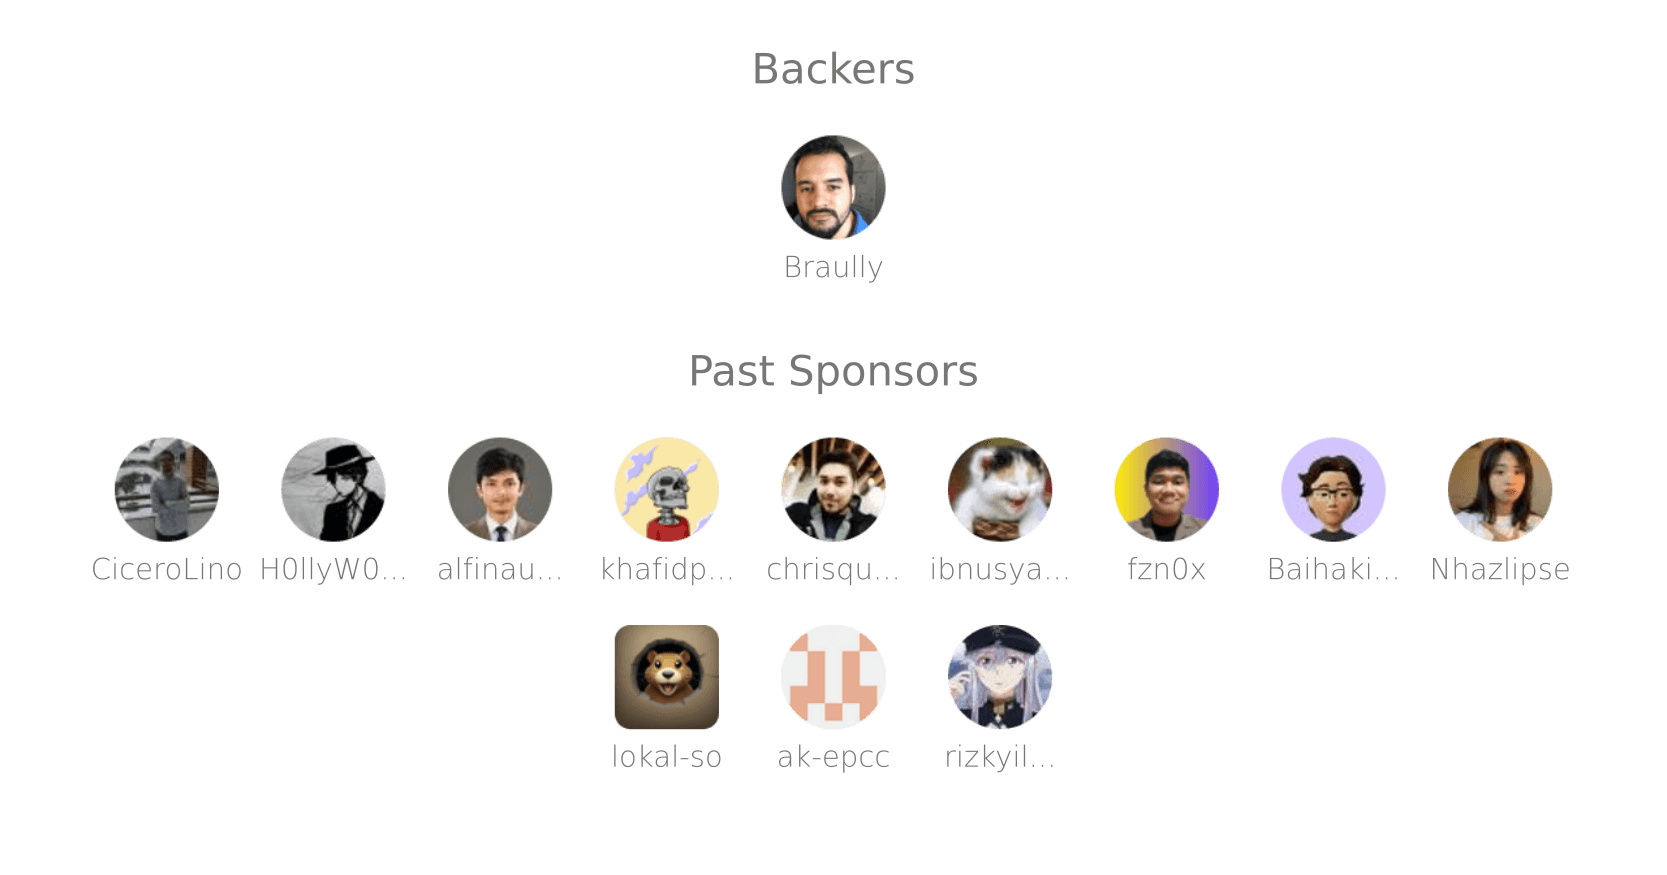 Backers
Braully
Past Sponsors
CiceroLino H0llyW0... alfinau... khafidp... chrisqu... ibnusya... fzn0x Baihaki... Nhazlipse
lokal-so ak-epcc rizkyil...